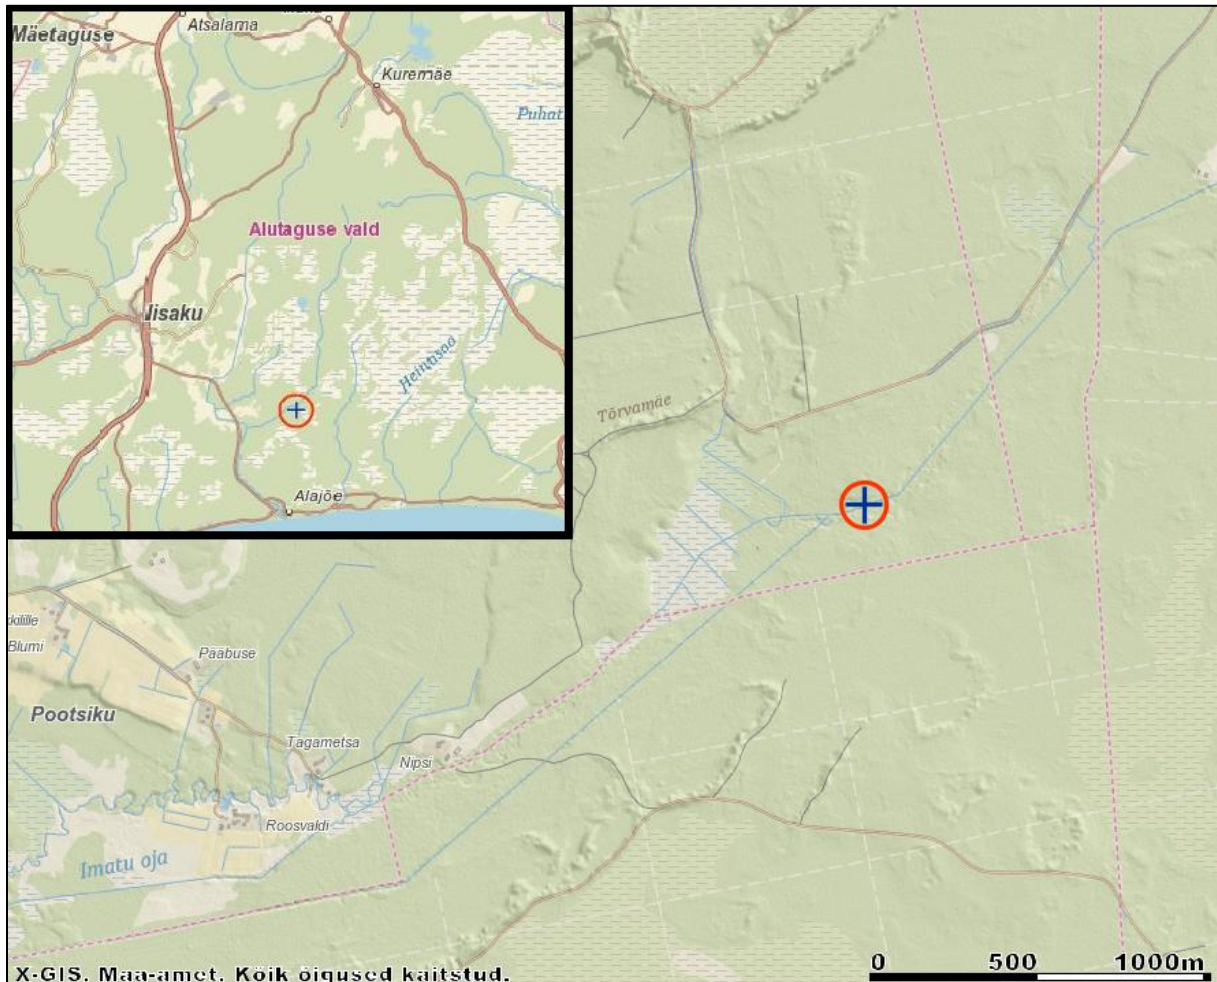 Mäetaguse
Atsalama
Kuremäe
Puhat
Alutaguse vald
Iisaku
Heinasoo
Alajõe
Tõrvamäe
Blumi
Paabuse
Pootsiku
Tagametsa
Nipsi
Roosvaldi
Imatu oja
X-GIS. Maa-amet. Kõik õigused kaitstud.
0 500 1000m